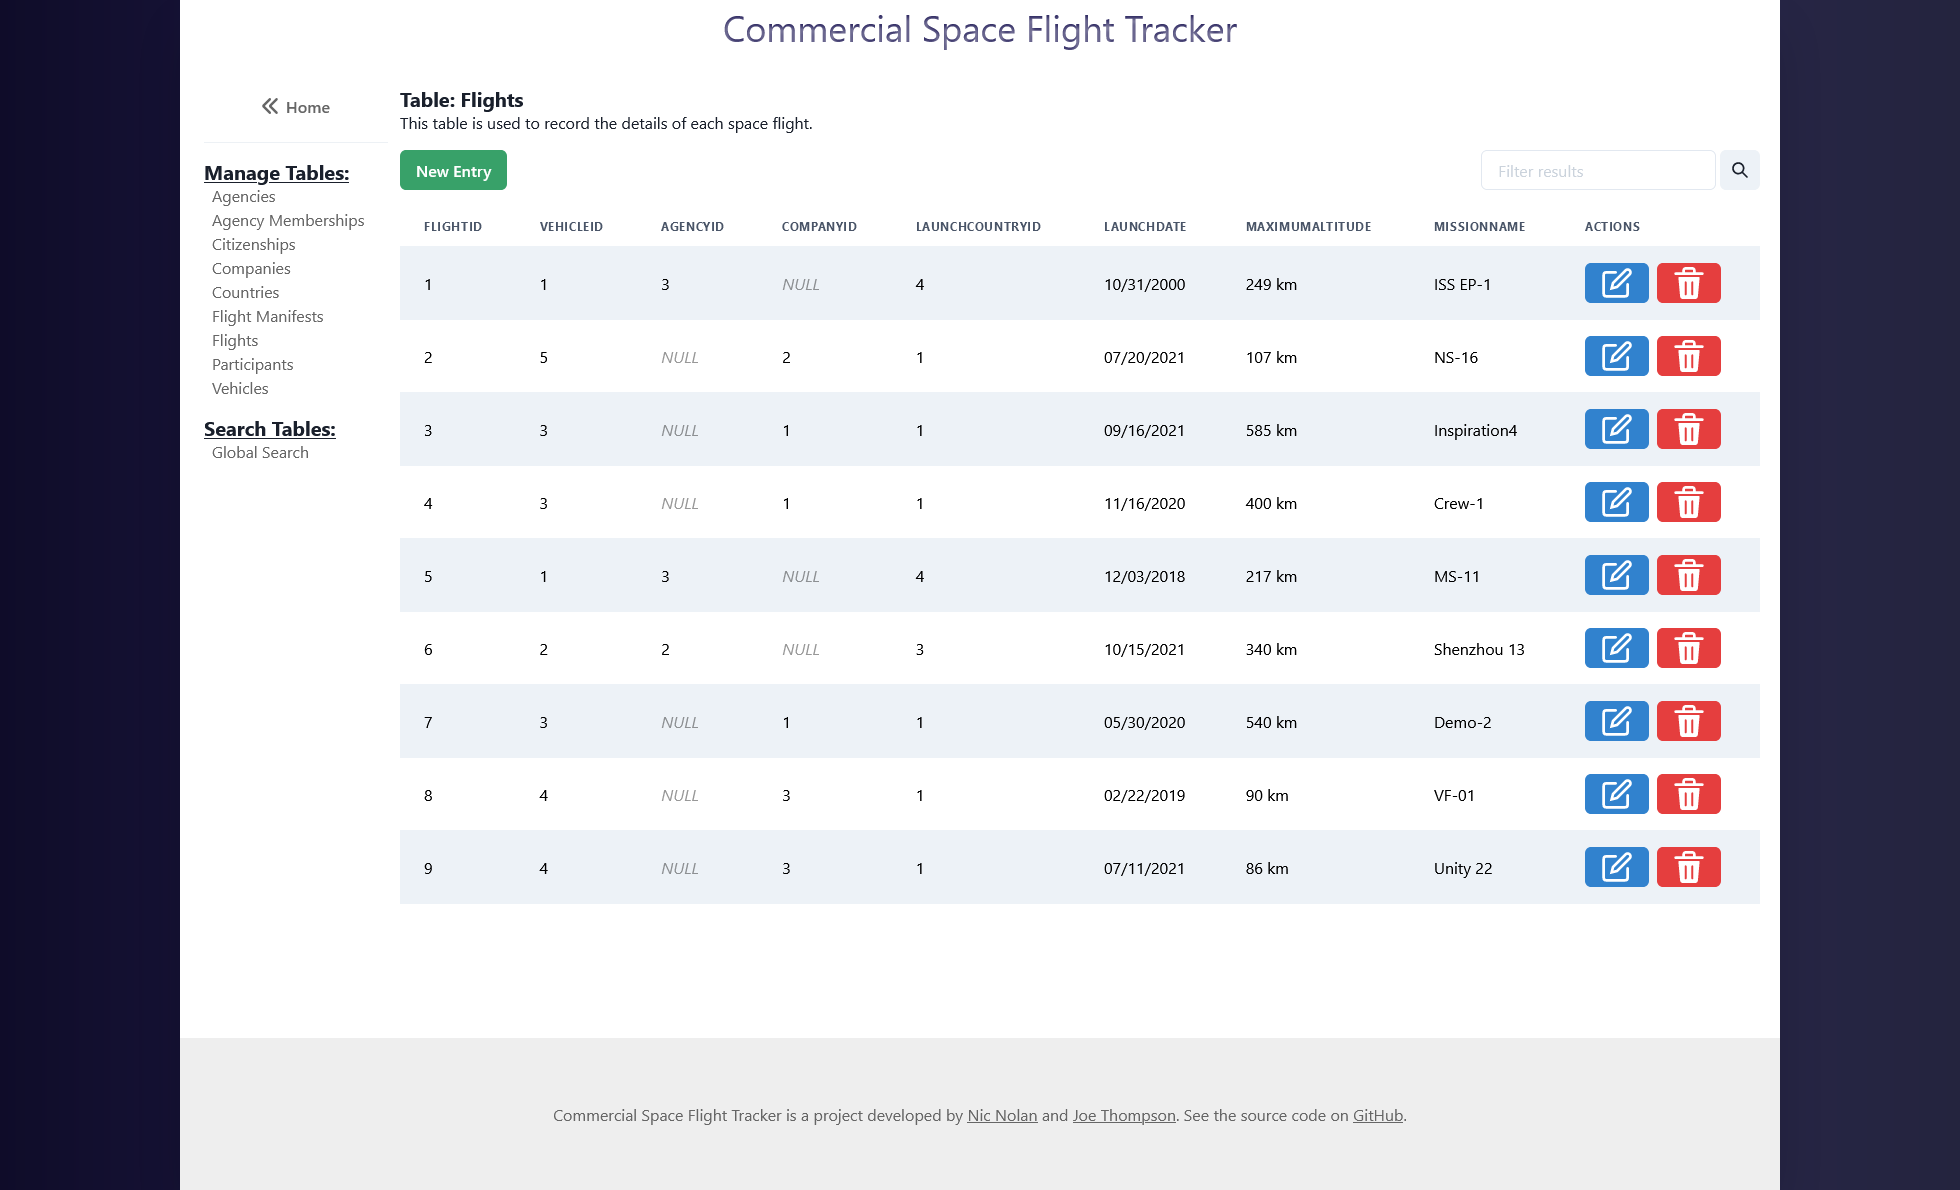 Commercial Space Flight Tracker
Home
Manage Tables:
Agencies
Agency Memberships
Citizenships
Companies
Countries
Flight Manifests
Flights
Participants
Vehicles
Search Tables:
Global Search
Table: Flights
This table is used to record the details of each space flight.
New Entry
Filter results
FLIGHTID VEHICLEID AGENCYID COMPANYID LAUNCHCOUNTRYID LAUNCHDATE MAXIMUMALTITUDE MISSIONNAME ACTIONS
1 1 3 NULL 4 10/31/2000 249 km ISS EP-1
2 5 NULL 2 1 07/20/2021 107 km NS-16
3 3 NULL 1 1 09/16/2021 585 km Inspiration4
4 3 NULL 1 1 11/16/2020 400 km Crew-1
5 1 3 NULL 4 12/03/2018 217 km MS-11
6 2 2 NULL 3 10/15/2021 340 km Shenzhou 13
7 3 NULL 1 1 05/30/2020 540 km Demo-2
8 4 NULL 3 1 02/22/2019 90 km VF-01
9 4 NULL 3 1 07/11/2021 86 km Unity 22
Commercial Space Flight Tracker is a project developed by Nic Nolan and Joe Thompson. See the source code on GitHub.